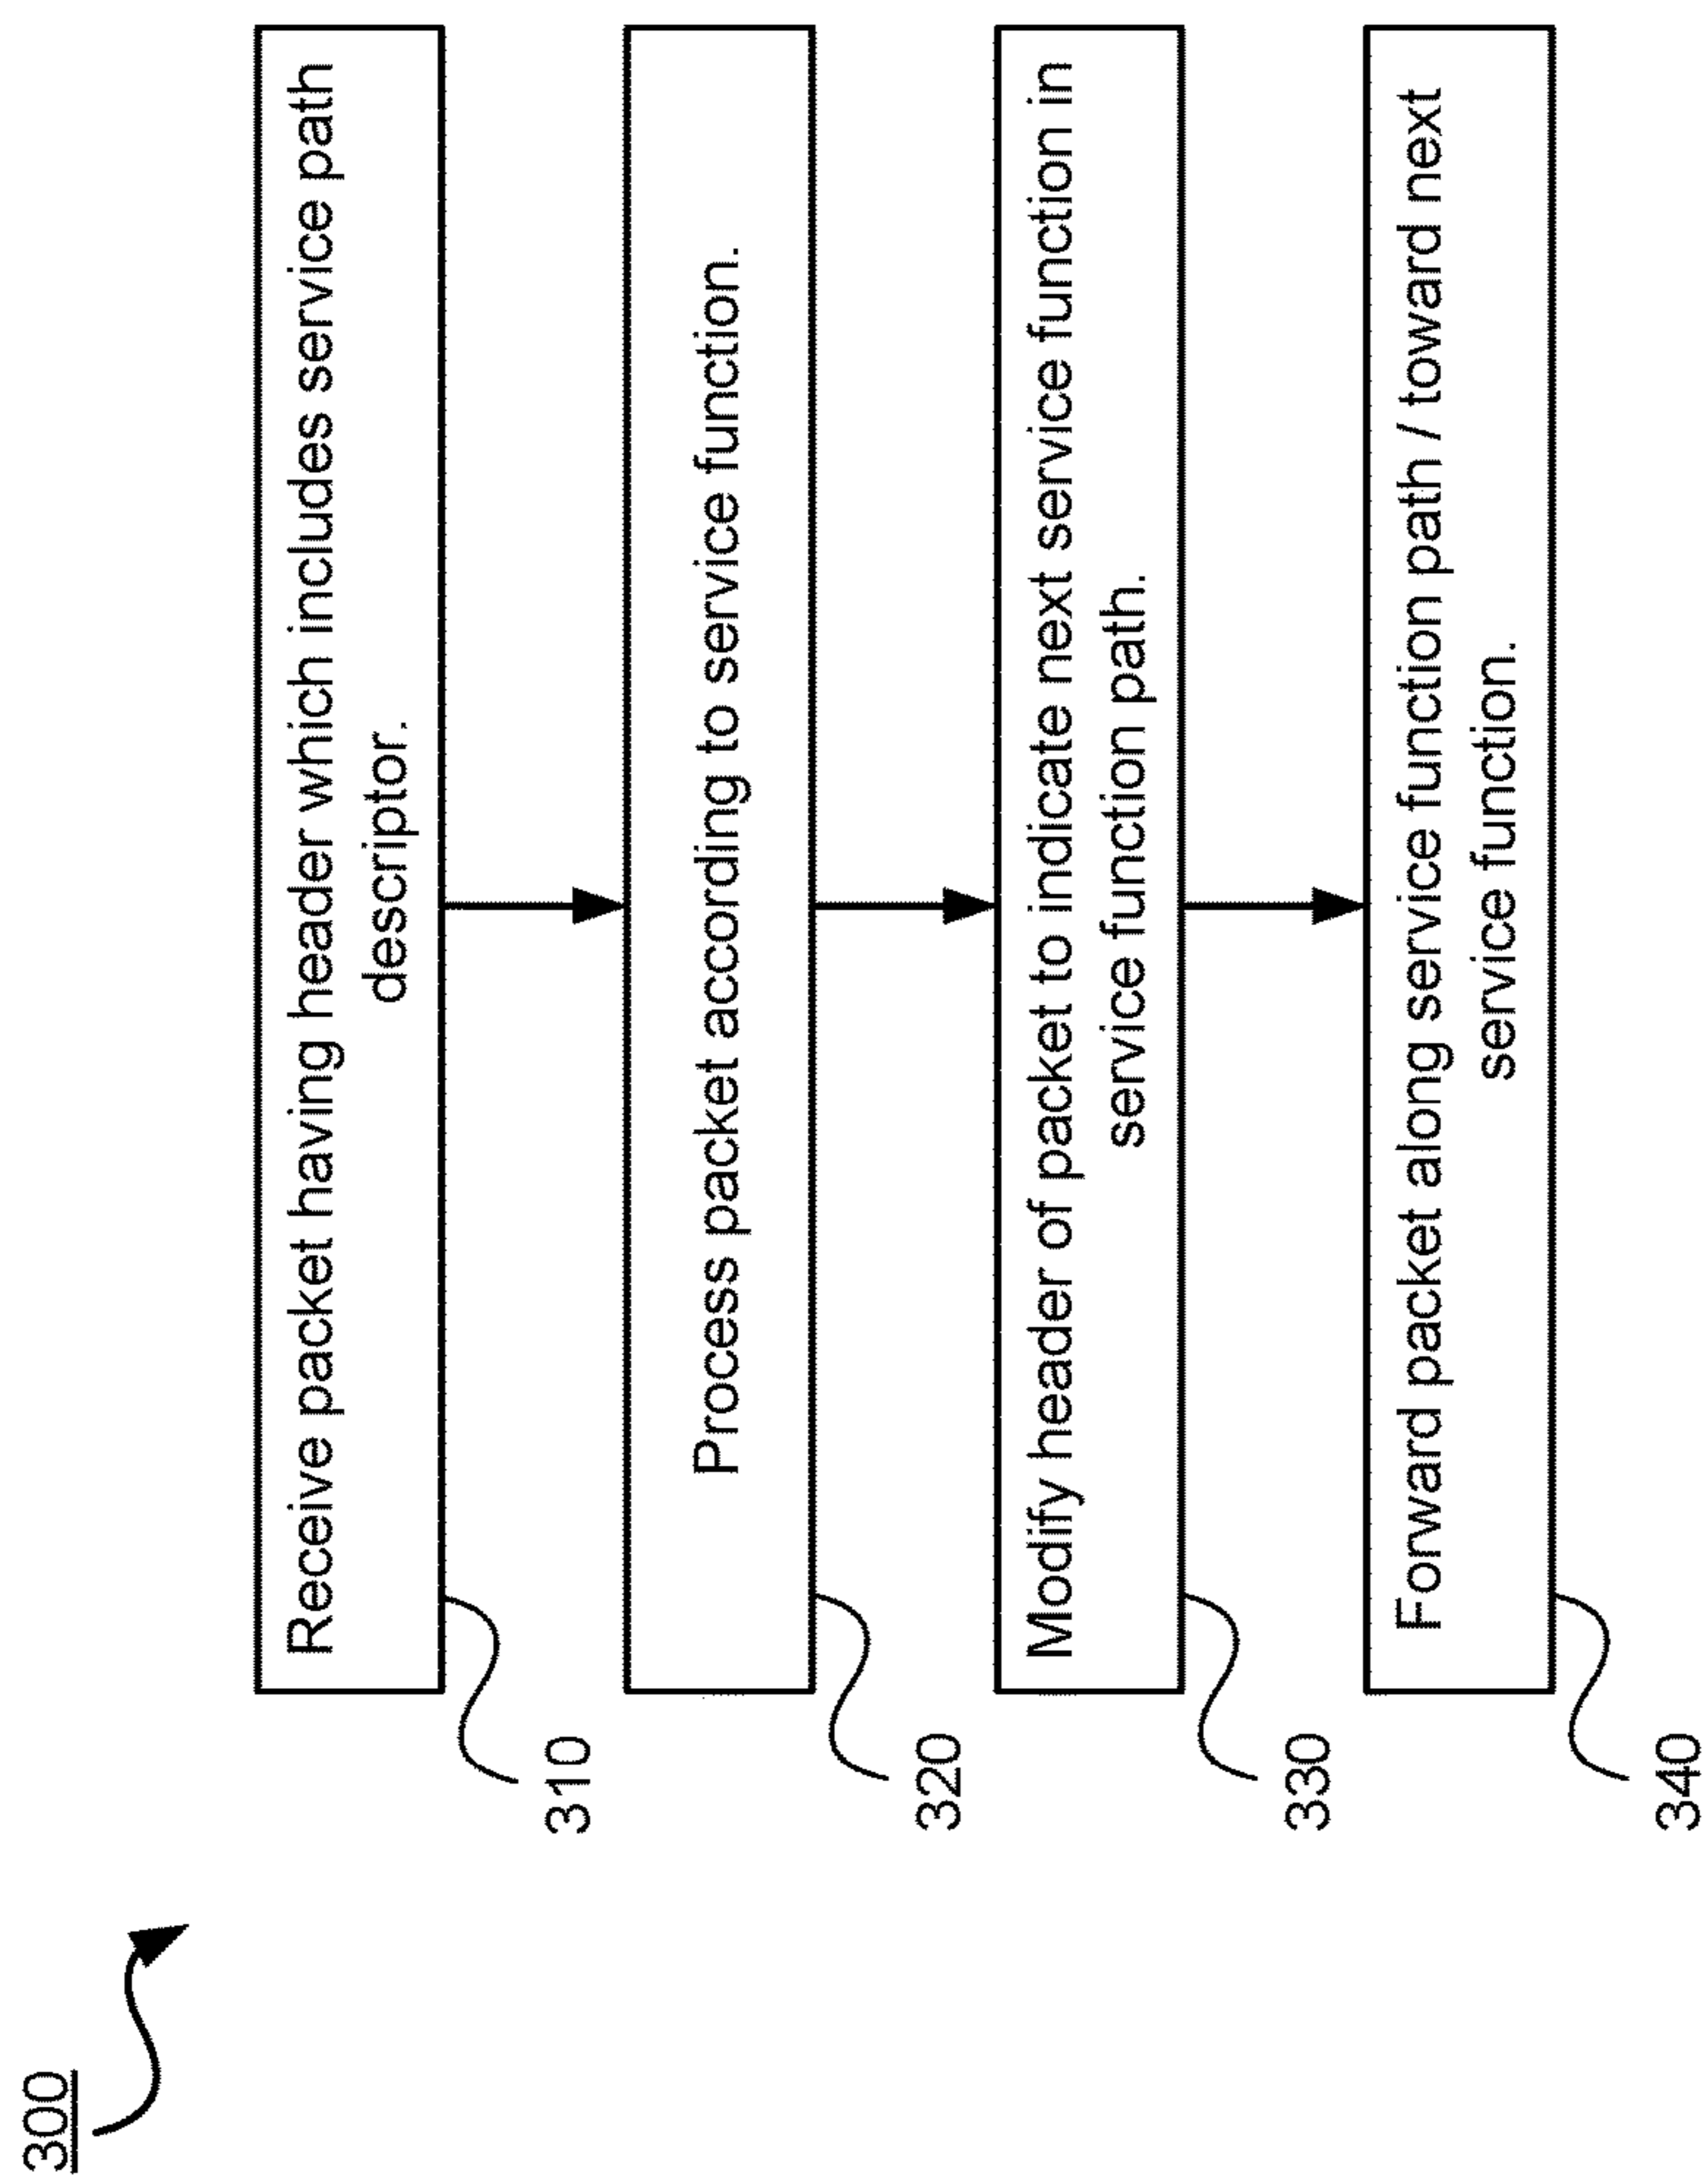 300
Receive packet having header which includes service path
descriptor.
310
Process packet according to service function.
320
Modify header of packet to indicate next service function in
service function path.
330
Forward packet along service function path / toward next
service function.
340